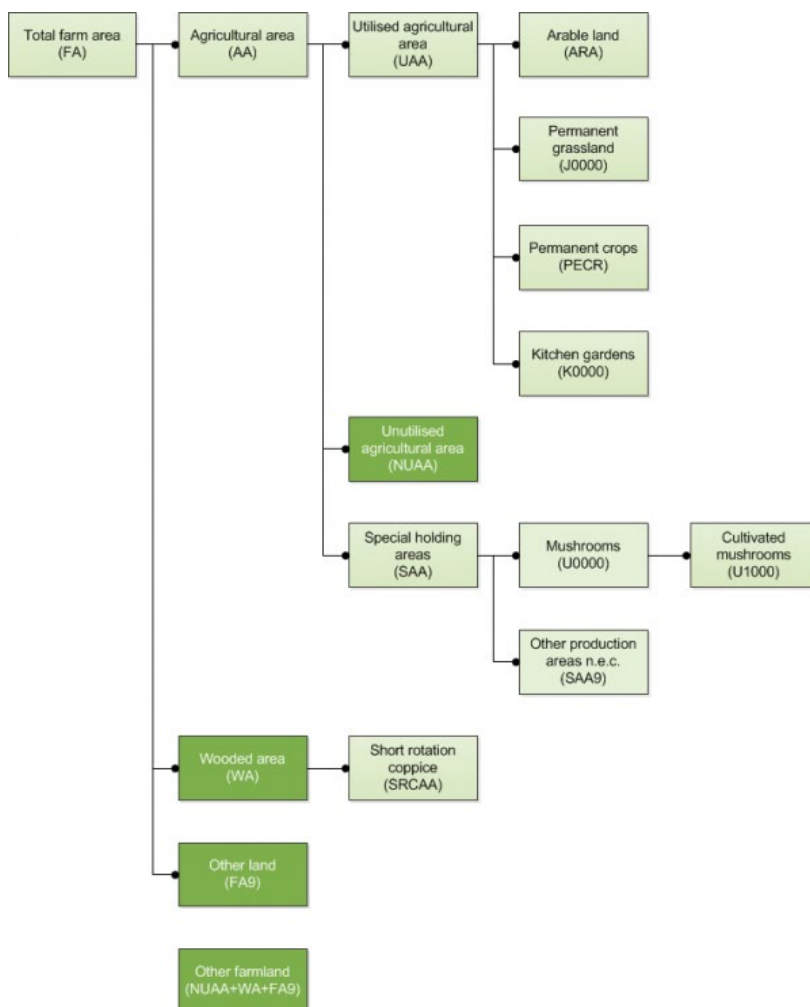 Total farm area
(FA)
Agricultural area
(AA)
Utilised agricultural
area
(UAA)
Arable land
(ARA)
Permanent
grassland
(J0000)
Permanent crops
(PECR)
Kitchen gardens
(K0000)
Unutilised
agricultural area
(NUAA)
Special holding
areas
(SAA)
Mushrooms
(U0000)
Cultivated
mushrooms
(U1000)
Other production
areas n.e.c.
(SAA9)
Wooded area
(WA)
Short rotation
coppice
(SRCAA)
Other land
(FA9)
Other farmland
(NUAA+WA+FA9)